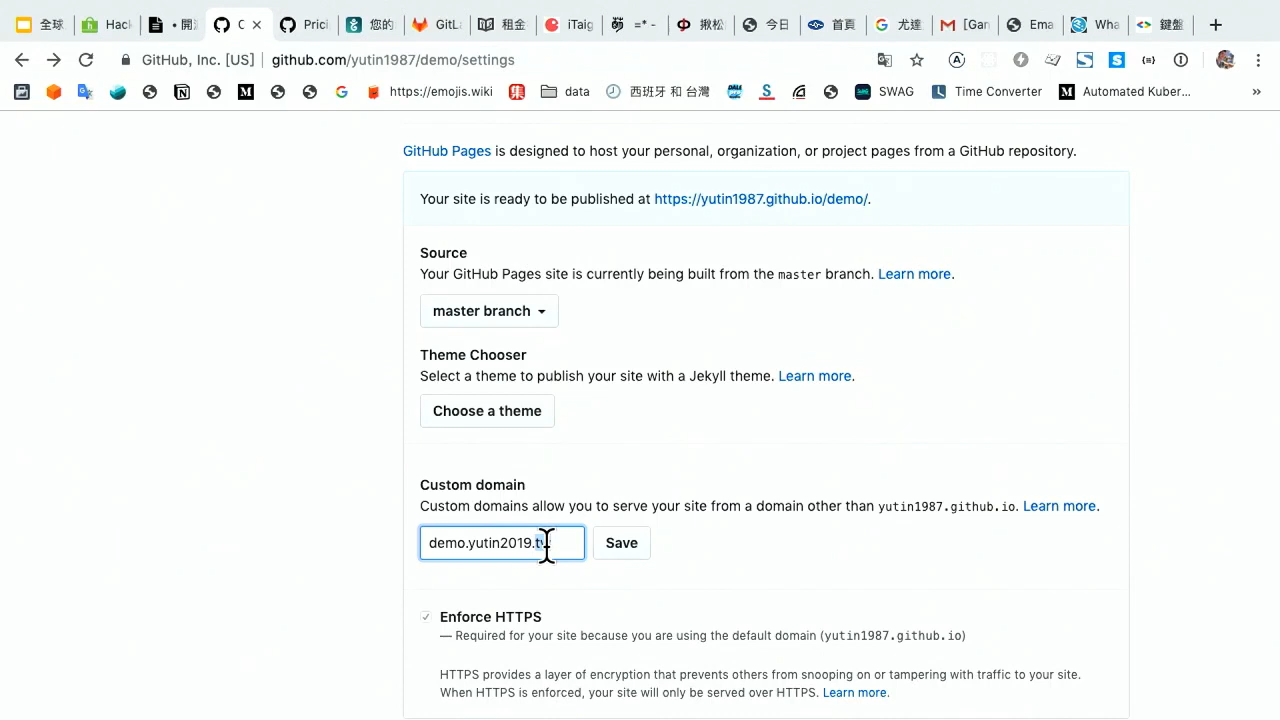 全球
Hack
• 開
C
Prici
您的
GitLa
租金
iTaig
萌 =* -
揪松
今日
首頁
尤達
[Gan
Ema
Wha
鍵盤
GitHub, Inc. [US] | github.com/yutin1987/demo/settings
https://emojis.wiki
集
data
西班牙 和 台灣
SWAG
Time Converter
Automated Kuber...
»
GitHub Pages is designed to host your personal, organization, or project pages from a GitHub repository.
Your site is ready to be published at https://yutin1987.github.io/demo/.
Source
Your GitHub Pages site is currently being built from the master branch. Learn more.
master branch
Theme Chooser
Select a theme to publish your site with a Jekyll theme. Learn more.
Choose a theme
Custom domain
Custom domains allow you to serve your site from a domain other than yutin1987.github.io. Learn more.
demo.yutin2019.tw
Save
Enforce HTTPS
— Required for your site because you are using the default domain (yutin1987.github.io)
HTTPS provides a layer of encryption that prevents others from snooping on or tampering with traffic to your site.
When HTTPS is enforced, your site will only be served over HTTPS. Learn more.